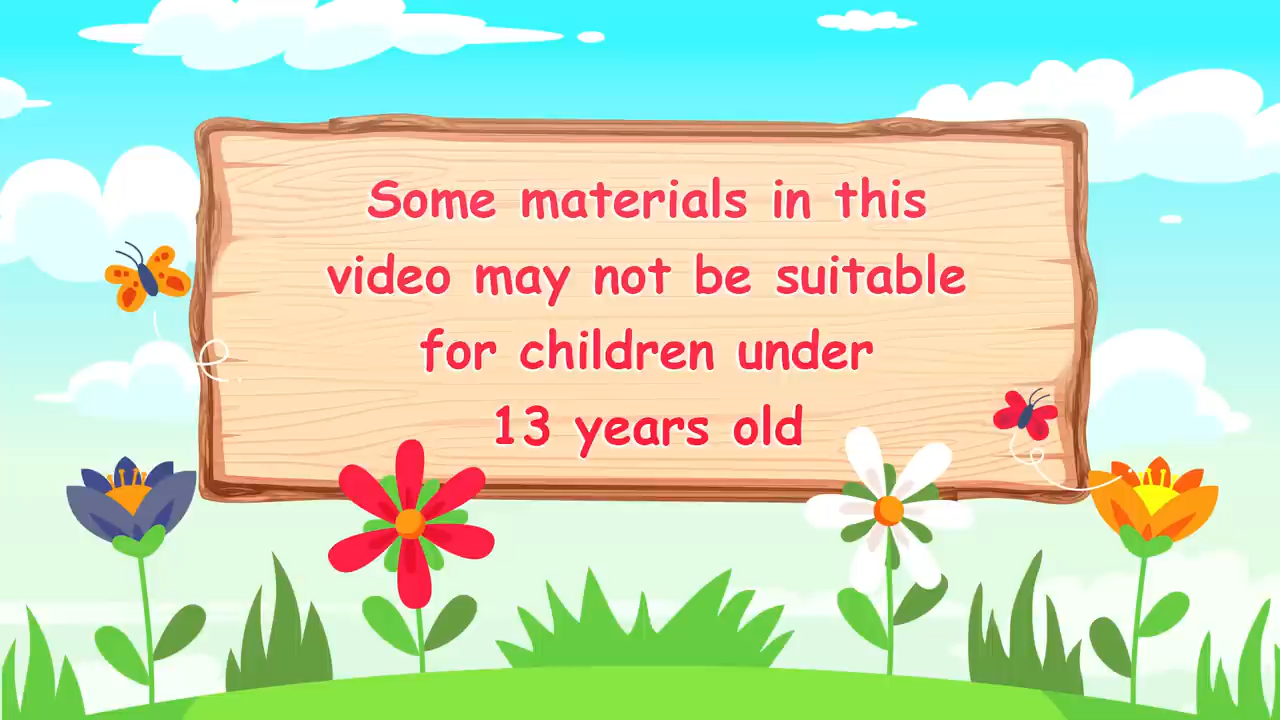 Some materials in this
video may not be suitable
for children under
13 years old